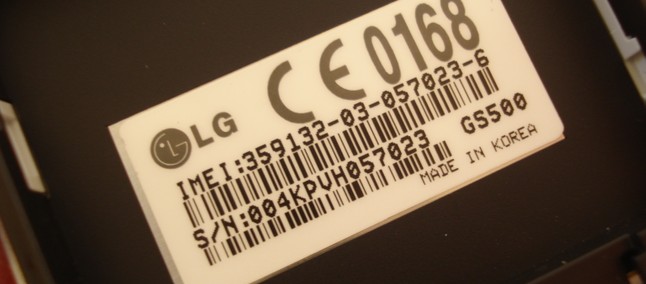 CE 0168
LG
IMEI:359132-03-057023-6
GS500
S/N:004KPVH057023
MADE IN KOREA